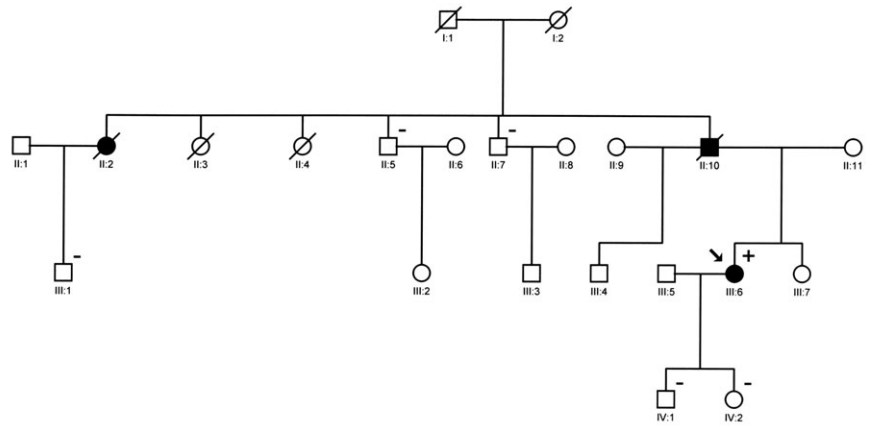 I:1 I:2
- -
II:1 II:2 II:3 II:4 II:5 II:6 II:7 II:8 II:9 II:10 II:11
- +
III:1 III:2 III:3 III:4 III:5 III:6 III:7
- -
IV:1 IV:2